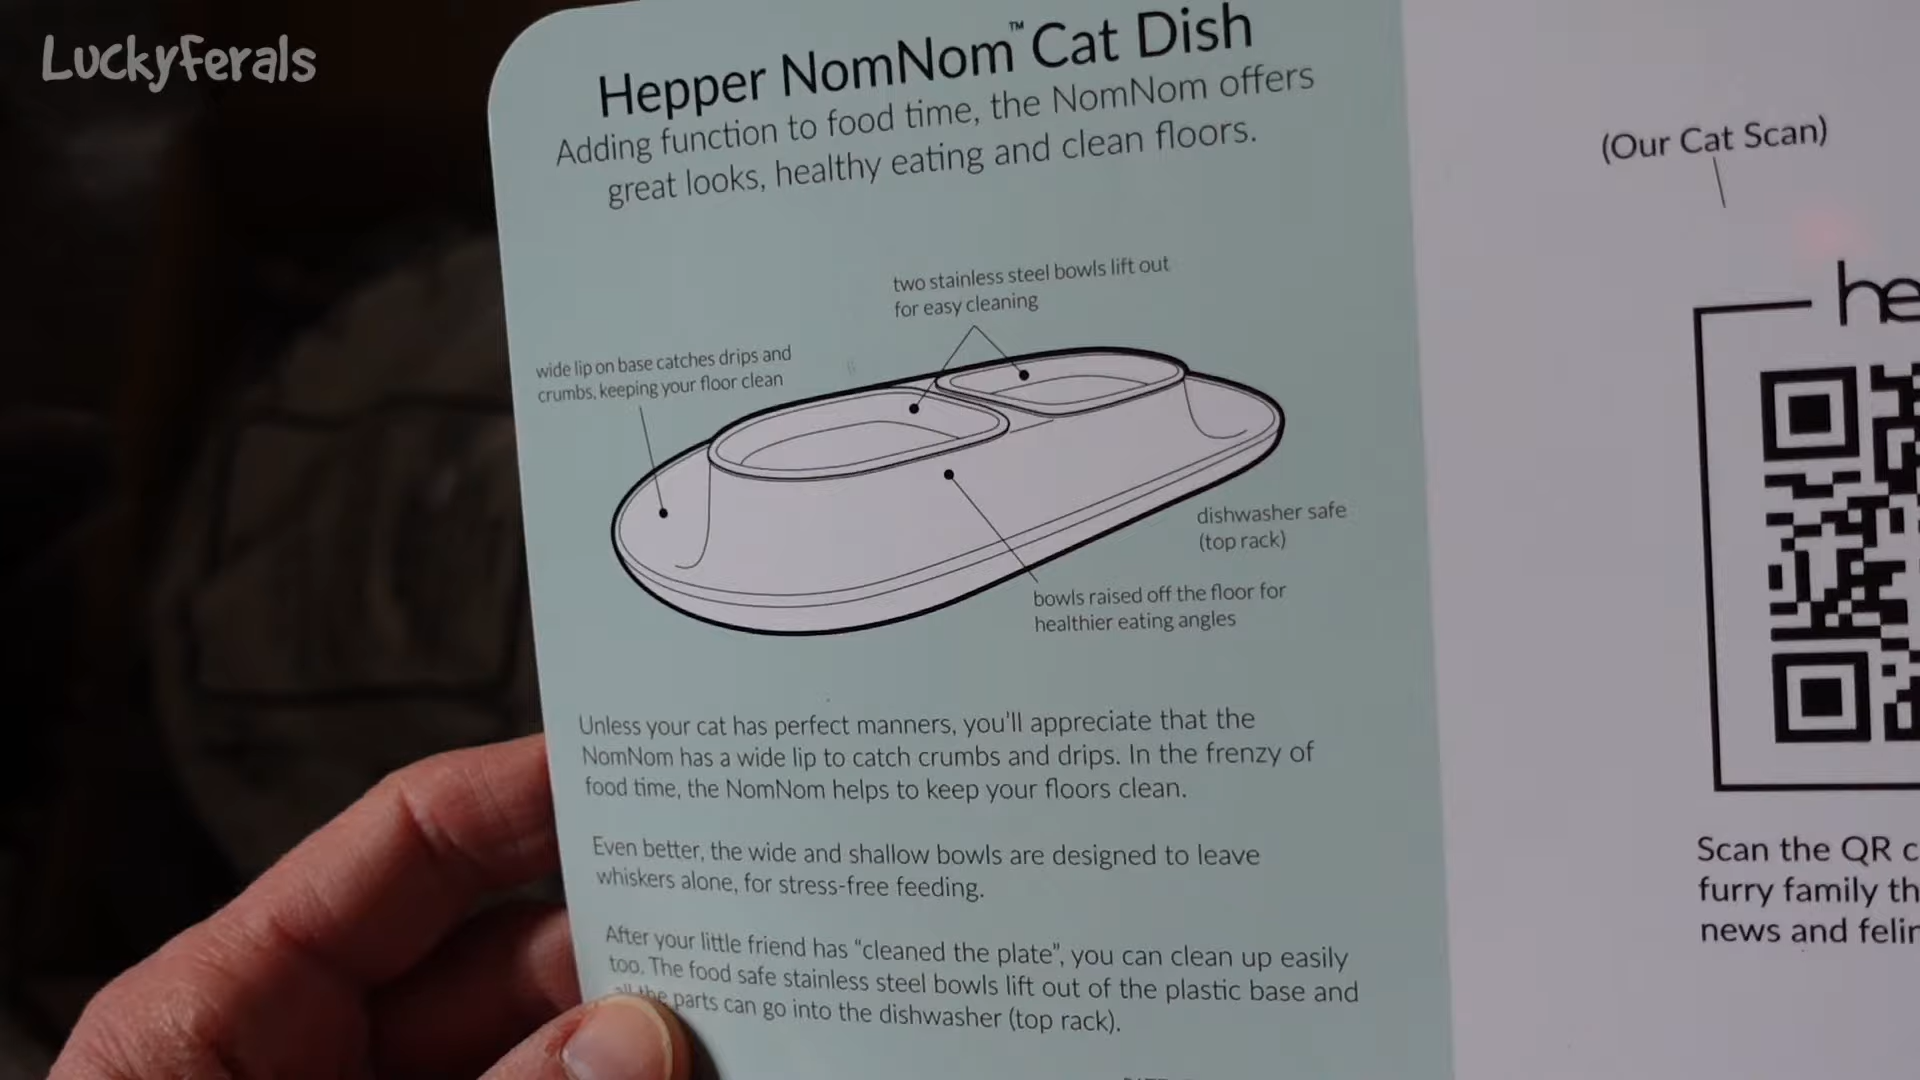 LuckyFerals
Hepper NomNom™ Cat Dish
Adding function to food time, the NomNom offers
great looks, healthy eating and clean floors.
two stainless steel bowls lift out
for easy cleaning
wide lip on base catches drips and
crumbs, keeping your floor clean
dishwasher safe
(top rack)
bowls raised off the floor for
healthier eating angles
Unless your cat has perfect manners, you'll appreciate that the
NomNom has a wide lip to catch crumbs and drips. In the frenzy of
food time, the NomNom helps to keep your floors clean.
Even better, the wide and shallow bowls are designed to leave
whiskers alone, for stress-free feeding.
After your little friend has "cleaned the plate", you can clean up easily
too. The food safe stainless steel bowls lift out of the plastic base and
all the parts can go into the dishwasher (top rack).
(Our Cat Scan)
he
Scan the QR c
furry family th
news and felin